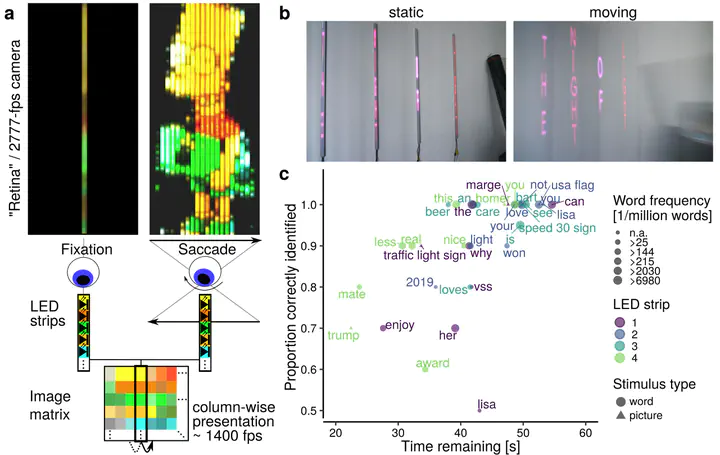 a
"Retina" / 27777-fps camera
Fixation
Saccade
LED
strips
Image
matrix
column-wise
presentation
~ 1400 fps
b
static
moving
T
H
E
N
I
G
H
T
O
F
c
Proportion correctly identified
1.0
0.9
0.8
0.7
0.6
0.5
20
30
40
50
60
Time remaining [s]
marge
you
not
usa flag
this
an
homer
bart
you
can
beer
the
care
love
see
lisa
your
speed 30 sign
less
real
nice
light
is
traffic light sign
why
won
2019
loves
vss
mate
trump
enjoy
her
award
lisa
Word frequency
[1/million words]
n.a.
>25
>144
>215
>2030
>6980
LED strip
1
2
3
4
Stimulus type
word
picture